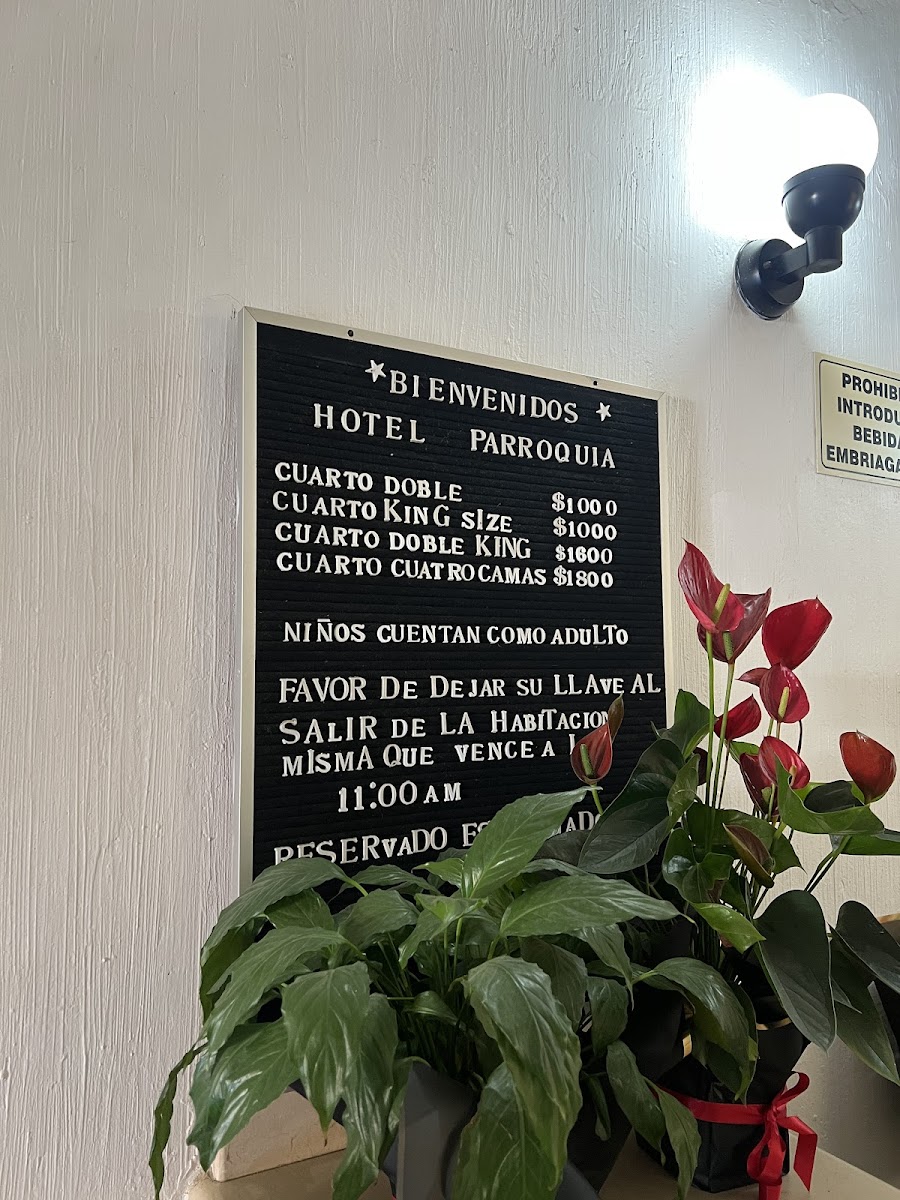 BIENVENIDOS
HOTEL PARROQUIA
CUARTO DOBLE $1000
CUARTO KING SIZE $1000
CUARTO DOBLE KING $1600
CUARTO CUATRO CAMAS $1800
NIÑOS CUENTAN COMO ADULTO
FAVOR DE DEJAR SU LLAVE AL
SALIR DE LA HABITACION
MISMA QUE VENCE A
11:00 AM
RESERVADO
PROHIB
INTRODU
BEBIDA
EMBRIAGA